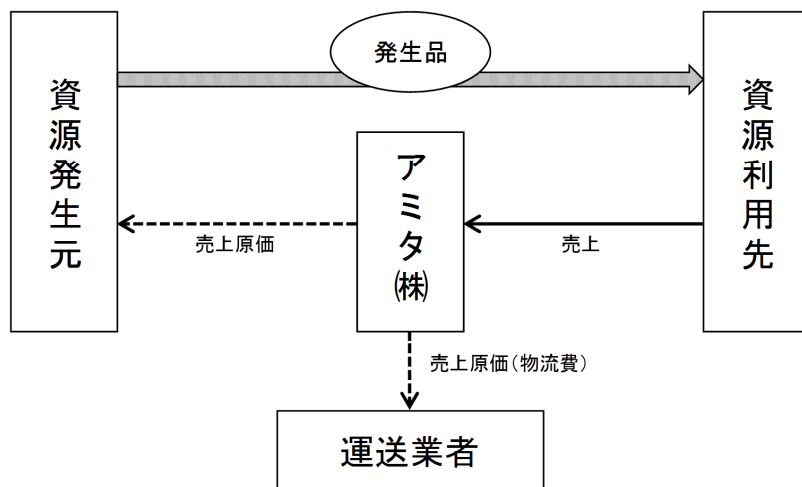 発生品
資源発生元
アミタ㈱
資源利用先
売上原価
売上
売上原価（物流費）
運送業者